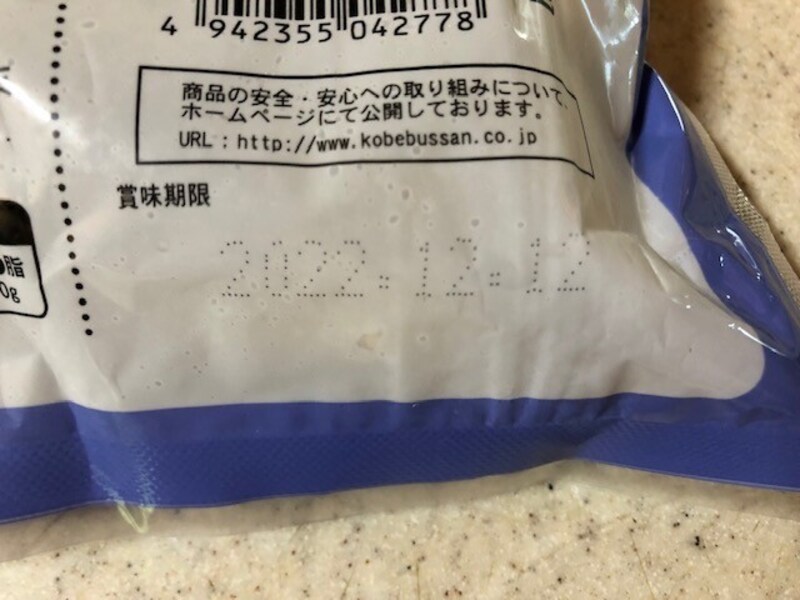 4 942355 042778
商品の安全・安心への取り組みについて、
ホームページにて公開しております。
URL：http://www.kobebussan.co.jp
賞味期限
2022.12.12
脂
0g